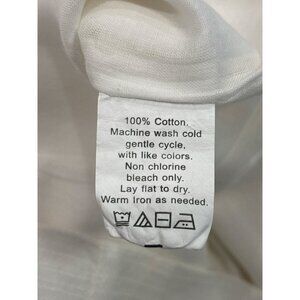 100% Cotton.
Machine wash cold
gentle cycle,
with like colors.
Non chlorine
bleach only.
Lay flat to dry.
Warm Iron as needed.